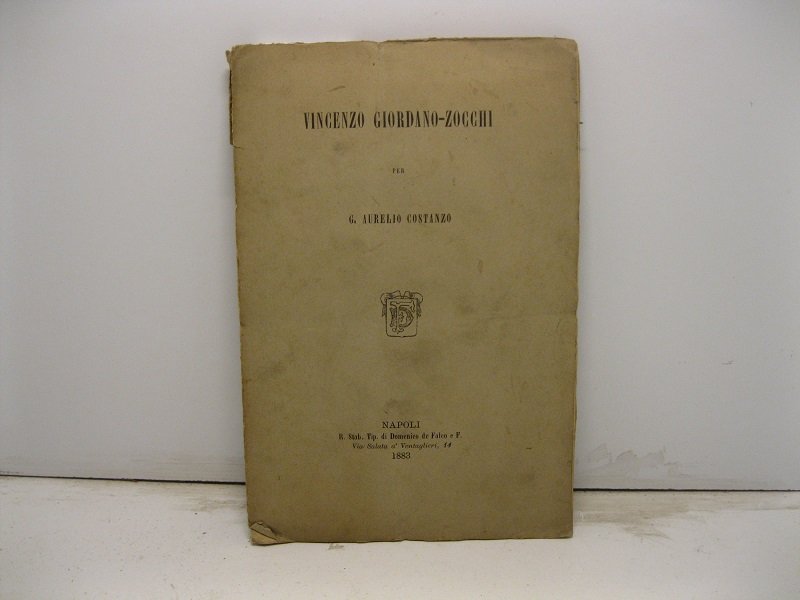 VINCENZO GIORDANO-ZOCCHI
PER
G. AURELIO COSTANZO
NAPOLI
R. Stab. Tip. di Domenico de Falco e F.
Via Salata a' Ventaglieri, 14
1883